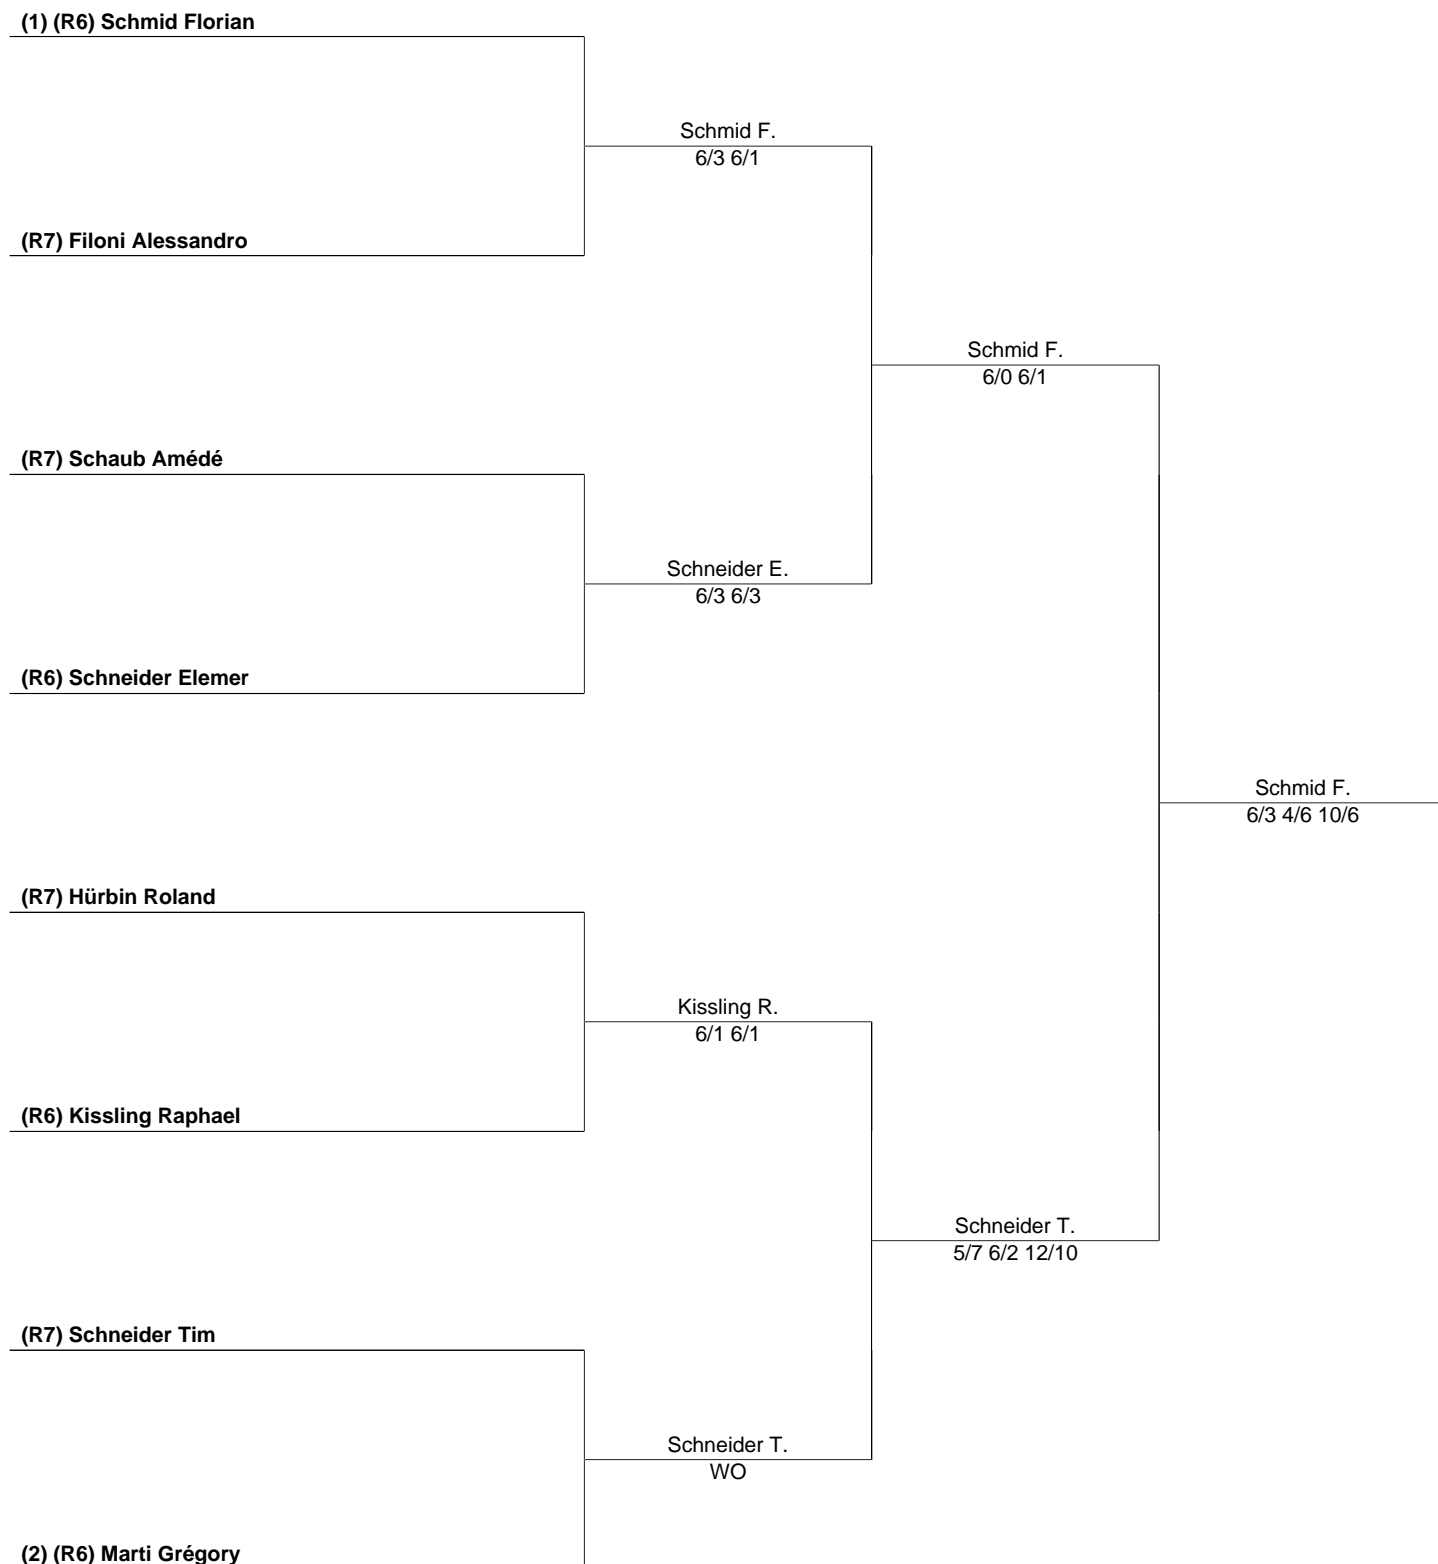 (1) (R6) Schmid Florian
Schmid F.
6/3 6/1
(R7) Filoni Alessandro
Schmid F.
6/0 6/1
(R7) Schaub Amédé
Schneider E.
6/3 6/3
(R6) Schneider Elemer
Schmid F.
6/3 4/6 10/6
(R7) Hürbin Roland
Kissling R.
6/1 6/1
(R6) Kissling Raphael
Schneider T.
5/7 6/2 12/10
(R7) Schneider Tim
Schneider T.
WO
(2) (R6) Marti Grégory